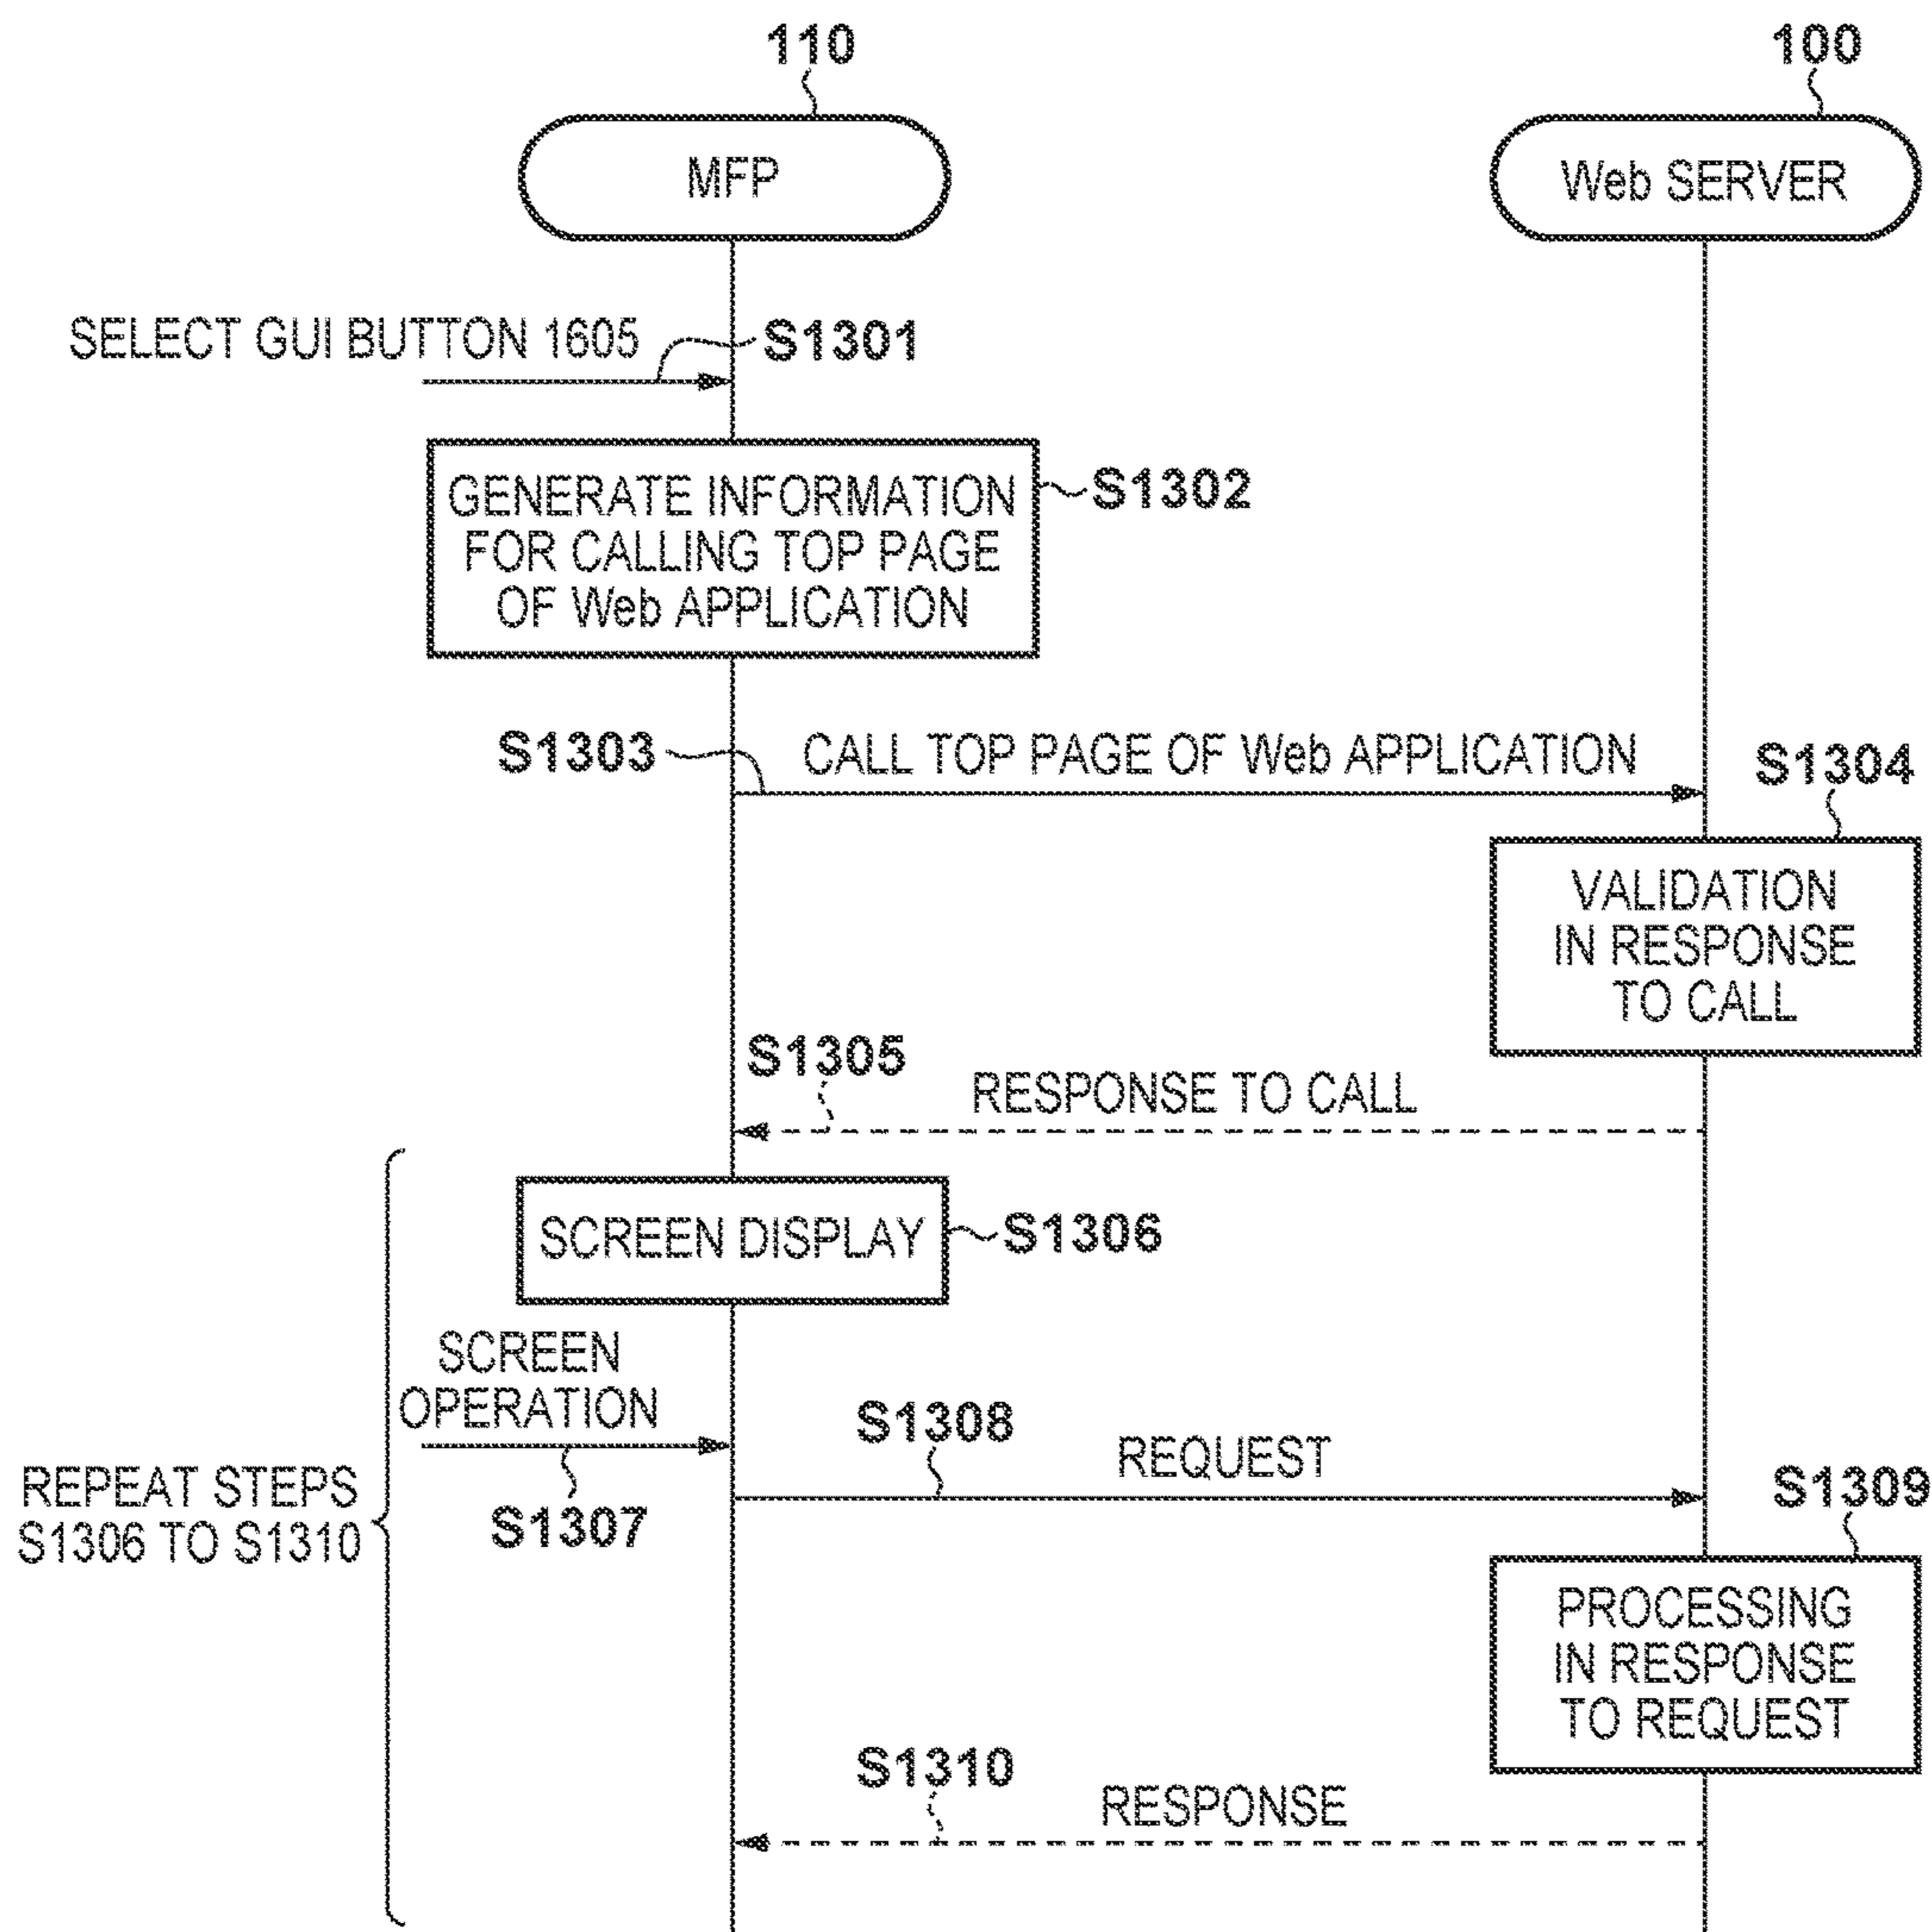 110
100
MFP
Web SERVER
SELECT GUI BUTTON 1605
S1301
GENERATE INFORMATION
FOR CALLING TOP PAGE
OF Web APPLICATION
S1302
S1303
CALL TOP PAGE OF Web APPLICATION
S1304
VALIDATION
IN RESPONSE
TO CALL
S1305
RESPONSE TO CALL
SCREEN DISPLAY
S1306
SCREEN
OPERATION
S1307
S1308
REQUEST
REPEAT STEPS
S1306 TO S1310
S1309
PROCESSING
IN RESPONSE
TO REQUEST
S1310
RESPONSE